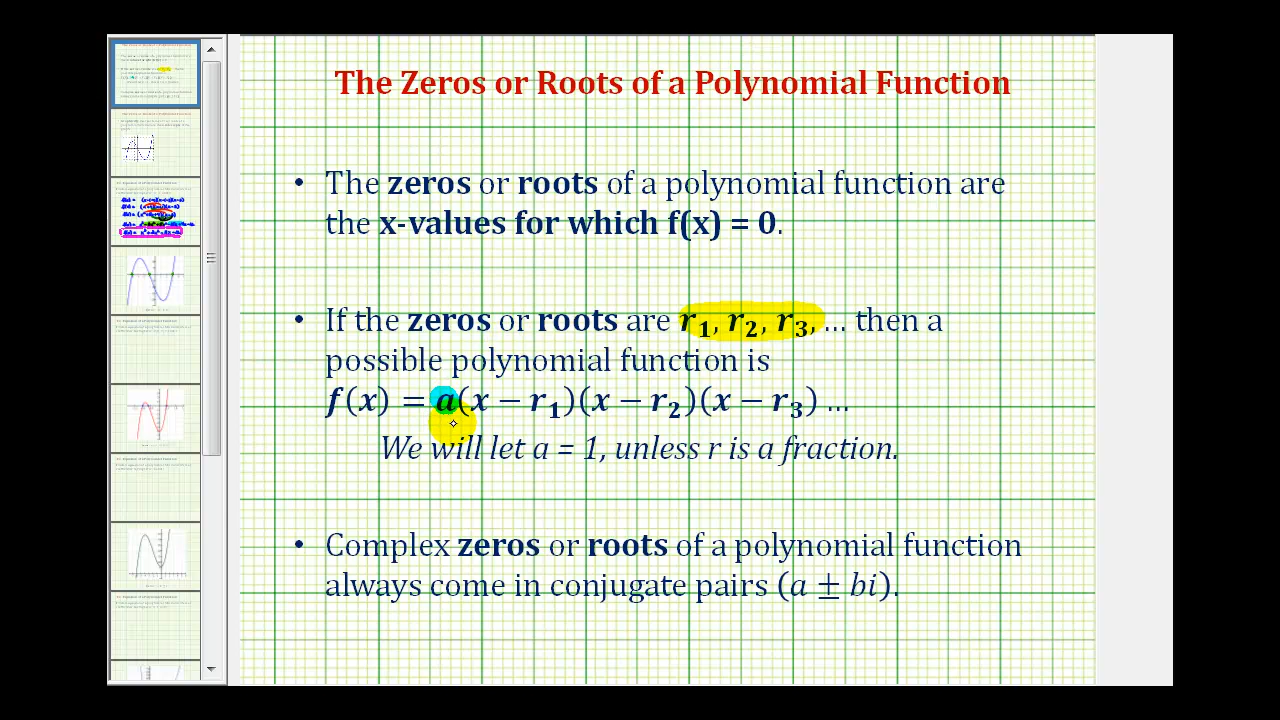 The Zeros or Roots of a Polynomial Function
• The zeros or roots of a polynomial function are
the x-values for which f(x) = 0.
• If the zeros or roots are r₁, r₂, r₃, … then a
possible polynomial function is
f(x) = a(x − r₁)(x − r₂)(x − r₃) …
We will let a = 1, unless r is a fraction.
• Complex zeros or roots of a polynomial function
always come in conjugate pairs (a ± bi).